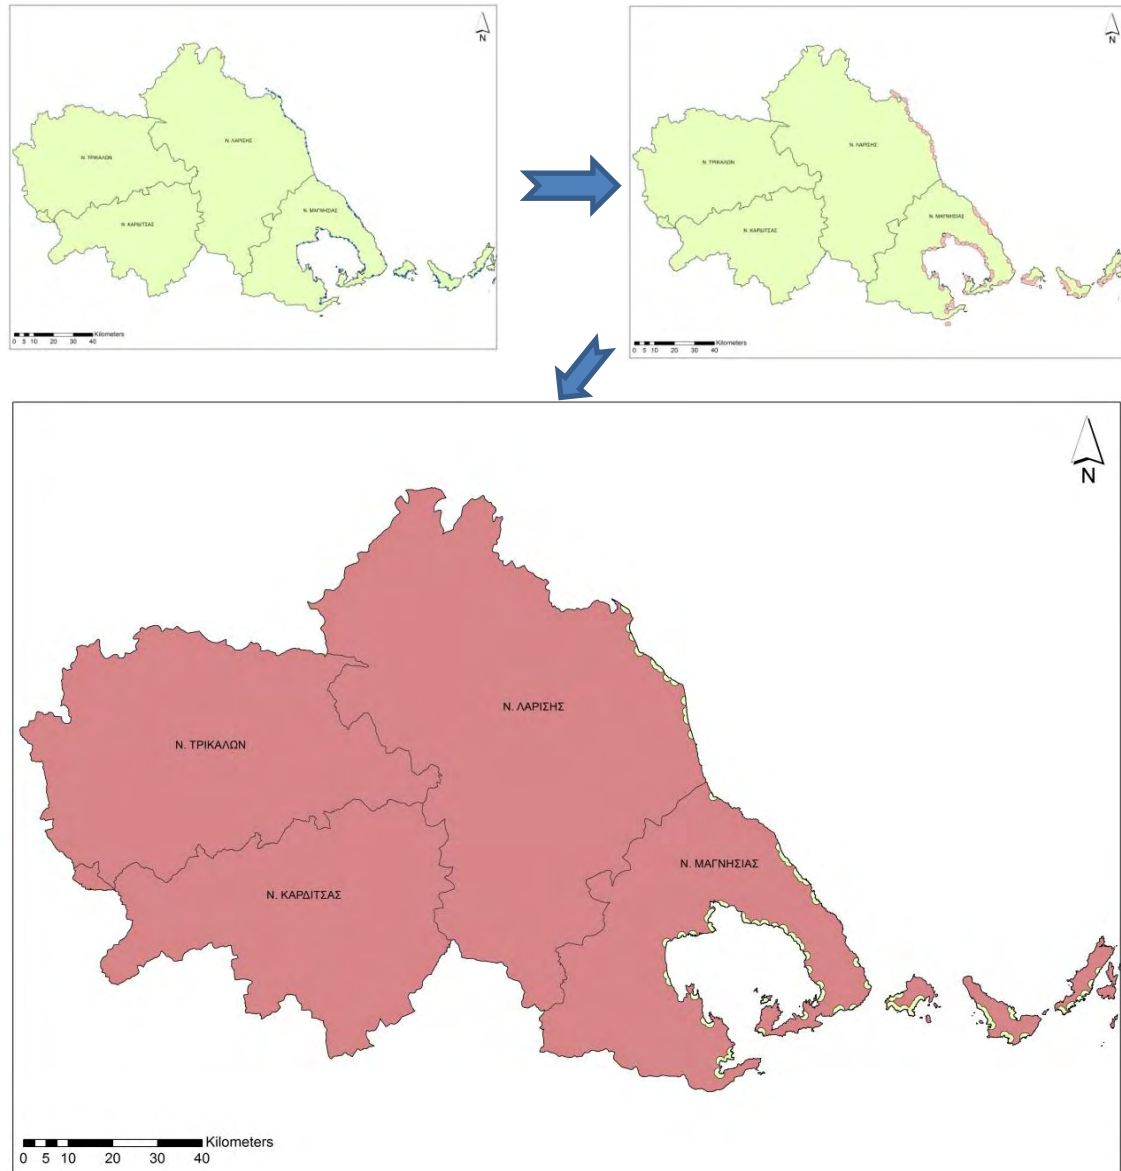 N
Ν. ΛΑΡΙΣΗΣ
Ν. ΤΡΙΚΑΛΩΝ
Ν. ΜΑΓΝΗΣΙΑΣ
Ν. ΚΑΡΔΙΤΣΑΣ
Kilometers
0 5 10 20 30 40
N
Ν. ΛΑΡΙΣΗΣ
Ν. ΤΡΙΚΑΛΩΝ
Ν. ΜΑΓΝΗΣΙΑΣ
Ν. ΚΑΡΔΙΤΣΑΣ
Kilometers
0 5 10 20 30 40
N
Ν. ΛΑΡΙΣΗΣ
Ν. ΤΡΙΚΑΛΩΝ
Ν. ΜΑΓΝΗΣΙΑΣ
Ν. ΚΑΡΔΙΤΣΑΣ
Kilometers
0 5 10 20 30 40